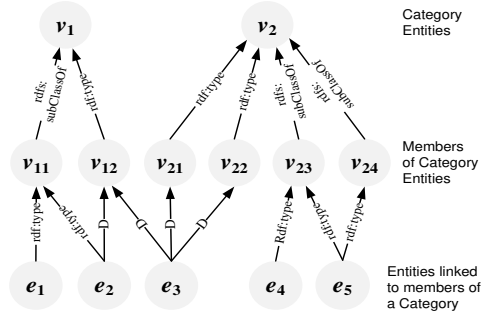 v1
v2
Category
Entities
rdfs:
subClassOf
rdf:type
rdf:type
rdf:type
rdfs:
subClassOf
rdfs:
subClassOf
v11
v12
v21
v22
v23
v24
Members
of Category
Entities
rdf:type
rdf:type
D
D
D
D
Rdf:type
rdf:type
rdf:type
e1
e2
e3
e4
e5
Entities linked
to members of
a Category